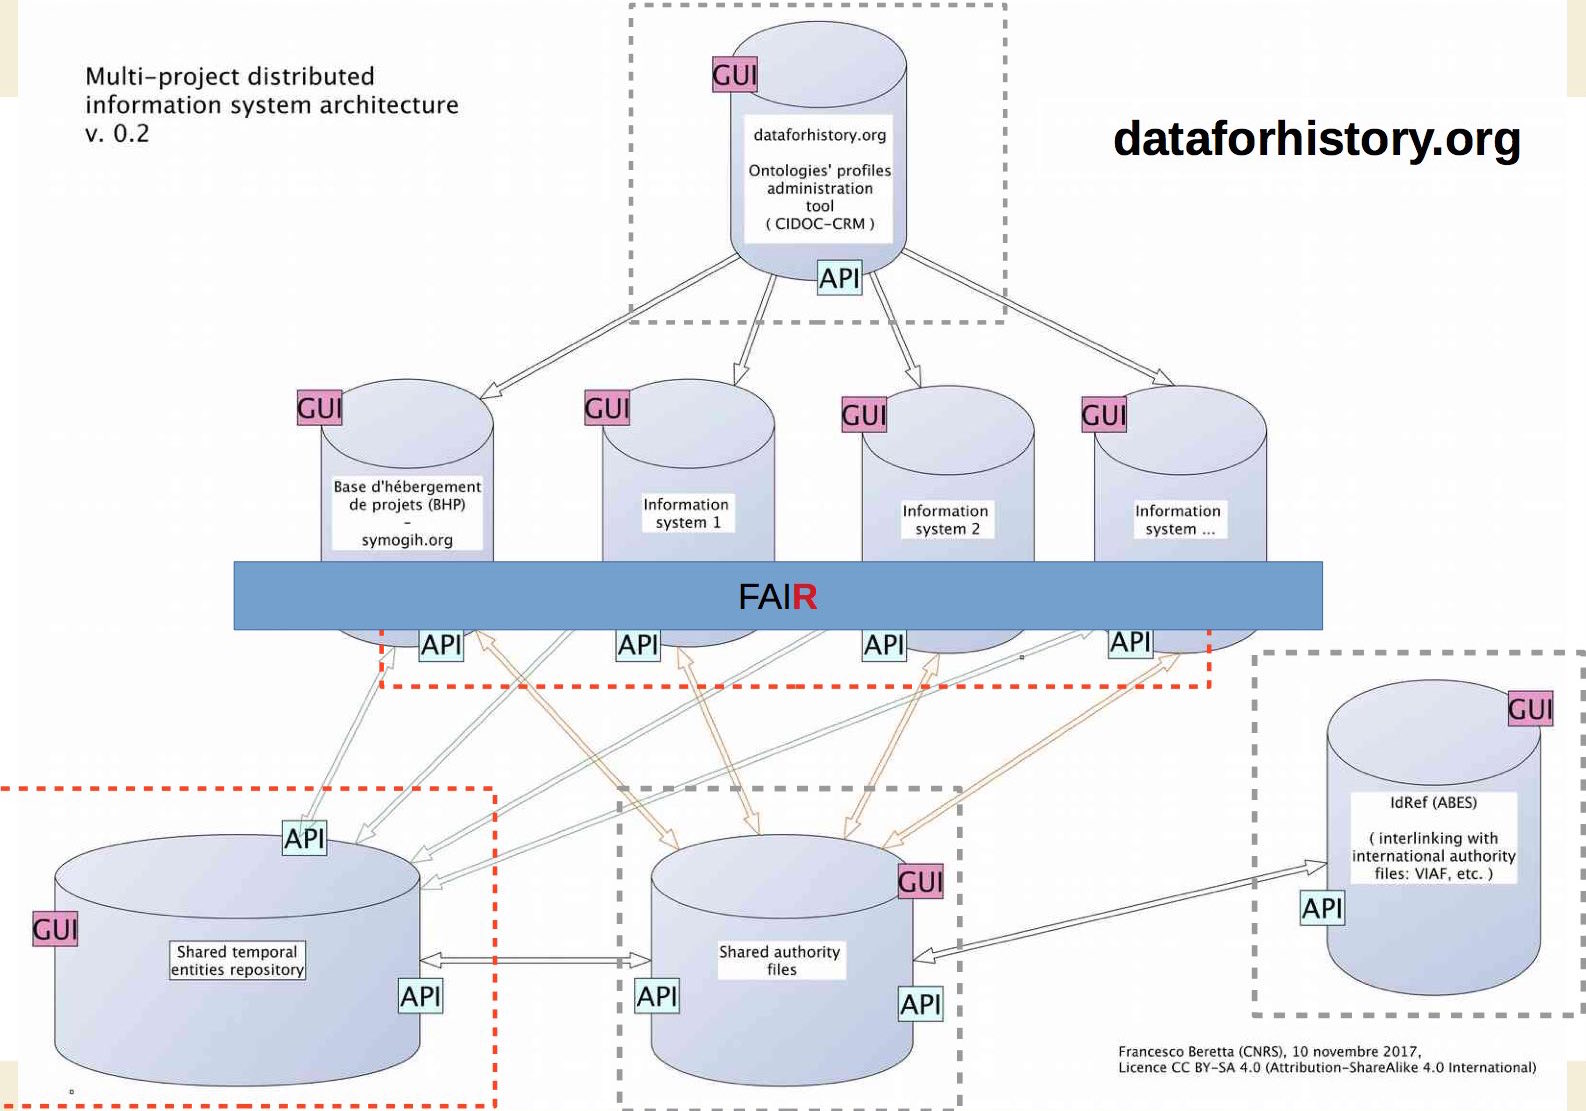 Multi-project distributed
information system architecture
v. 0.2
dataforhistory.org
GUI
dataforhistory.org
Ontologies' profiles
administration
tool
( CIDOC-CRM )
API
GUI
GUI
GUI
GUI
Base d'hébergement
de projets (BHP)
-
symogih.org
Information
system 1
Information
system 2
Information
system ...
FAIR
API
API
API
API
GUI
IdRef (ABES)
( interlinking with
international authority
files: VIAF, etc. )
API
API
GUI
Shared temporal
entities repository
API
GUI
Shared authority
files
API
API
Francesco Beretta (CNRS), 10 novembre 2017,
Licence CC BY-SA 4.0 (Attribution-ShareAlike 4.0 International)